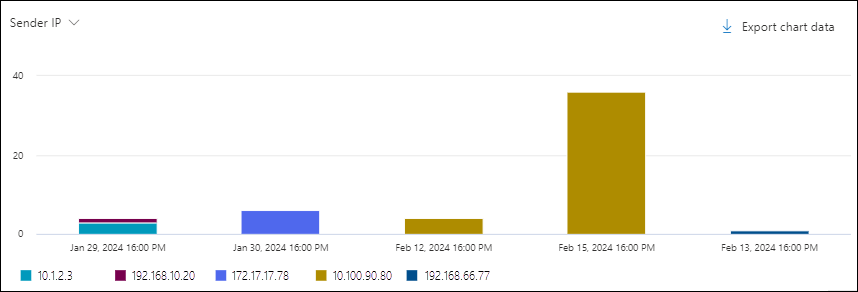 Sender IP
Export chart data
40
20
0
Jan 29, 2024 16:00 PM Jan 30, 2024 16:00 PM Feb 12, 2024 16:00 PM Feb 15, 2024 16:00 PM Feb 13, 2024 16:00 PM
10.1.2.3 192.168.10.20 172.17.17.78 10.100.90.80 192.168.66.77